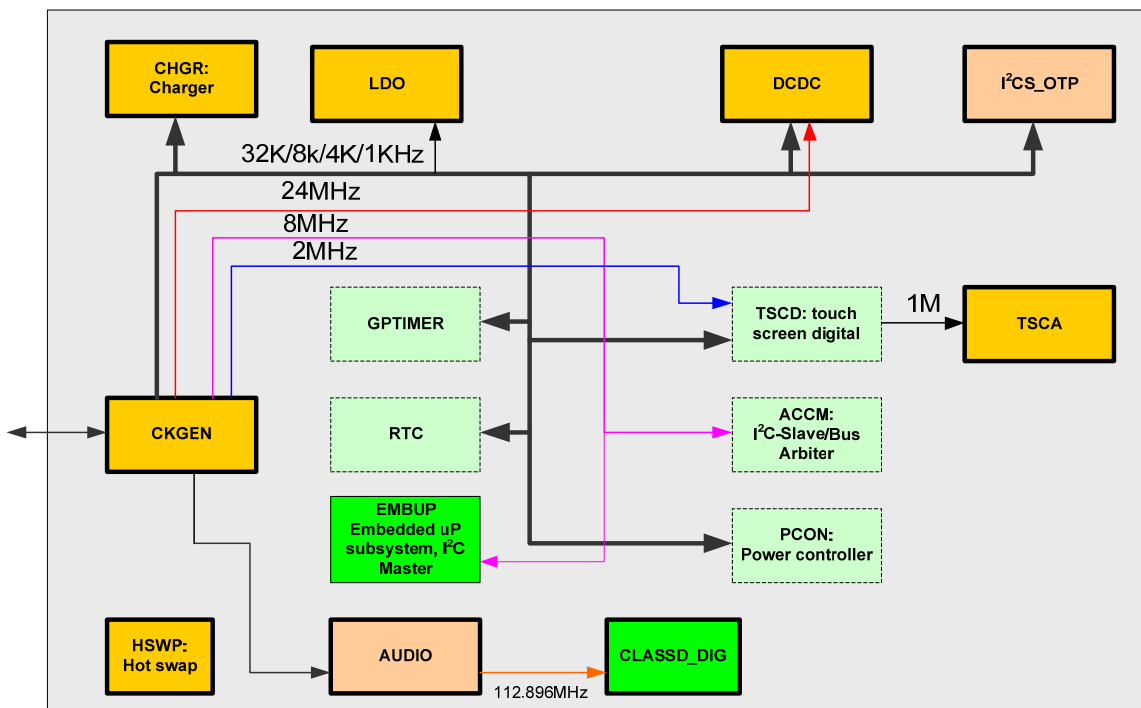 CHGR:
Charger
LDO
DCDC
I²CS_OTP
32K/8k/4K/1KHz
24MHz
8MHz
2MHz
GPTIMER
TSCD: touch
screen digital
1M
TSCA
CKGEN
RTC
ACCM:
I²C-Slave/Bus
Arbiter
EMBUP
Embedded uP
subsystem, I²C
Master
PCON:
Power controller
HSWP:
Hot swap
AUDIO
112.896MHz
CLASSD_DIG